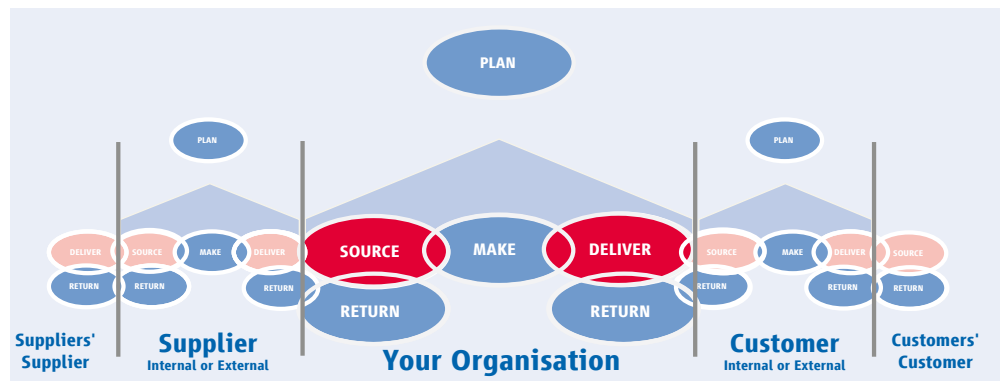 PLAN
PLAN
PLAN
DELIVER
SOURCE
MAKE
DELIVER
SOURCE
MAKE
DELIVER
SOURCE
MAKE
DELIVER
SOURCE
RETURN
RETURN
RETURN
RETURN
RETURN
RETURN
RETURN
RETURN
Suppliers'
Supplier
Supplier
Internal or External
Your Organisation
Customer
Internal or External
Customers'
Customer